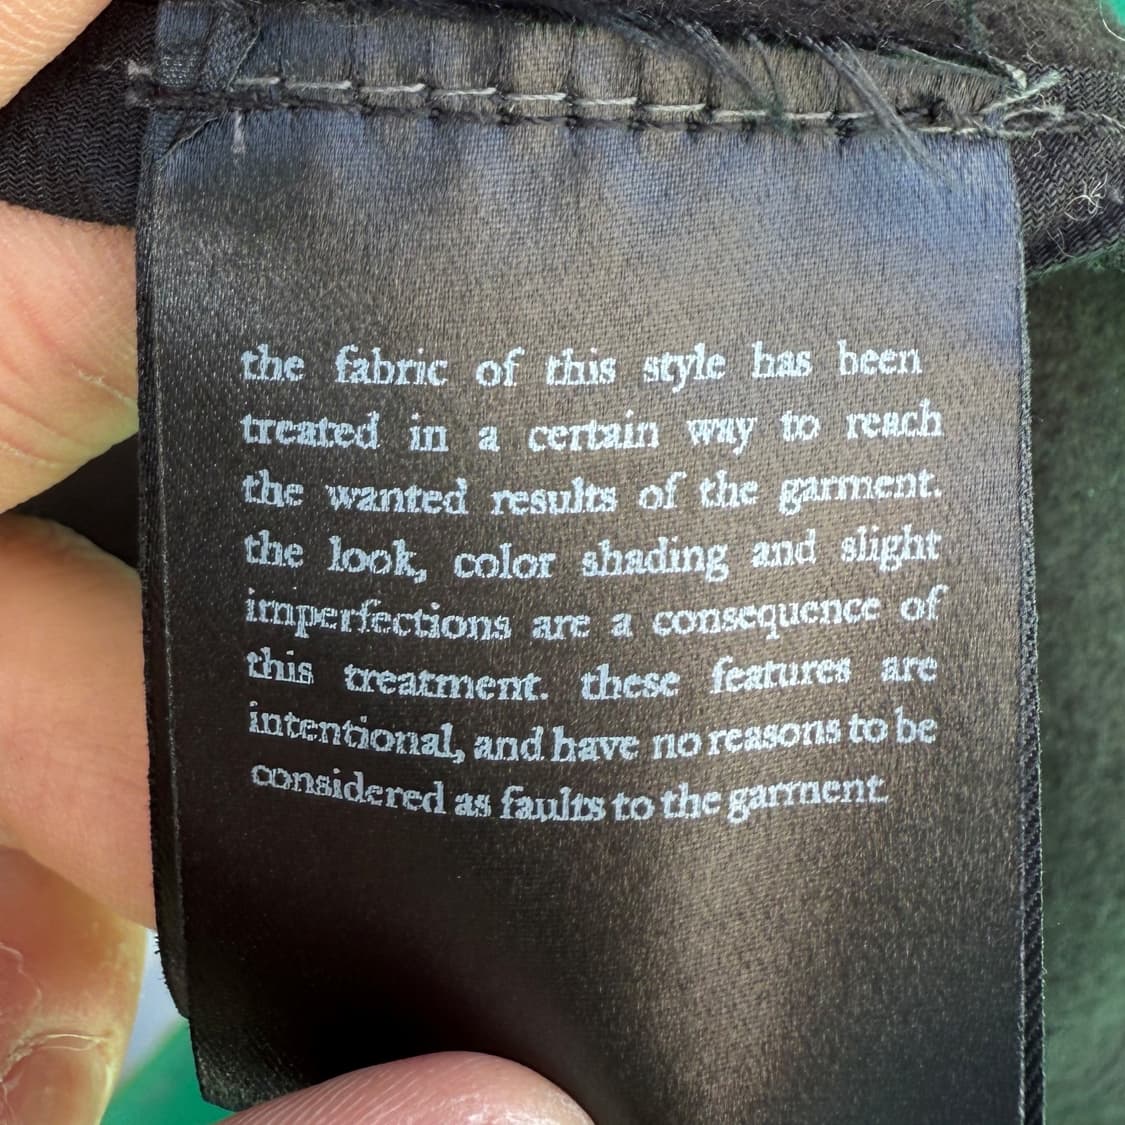 the fabric of this style has been
treated in a certain way to reach
the wanted results of the garment.
the look, color shading and slight
imperfections are a consequence of
this treatment. these features are
intentional, and have no reasons to be
considered as faults to the garment.